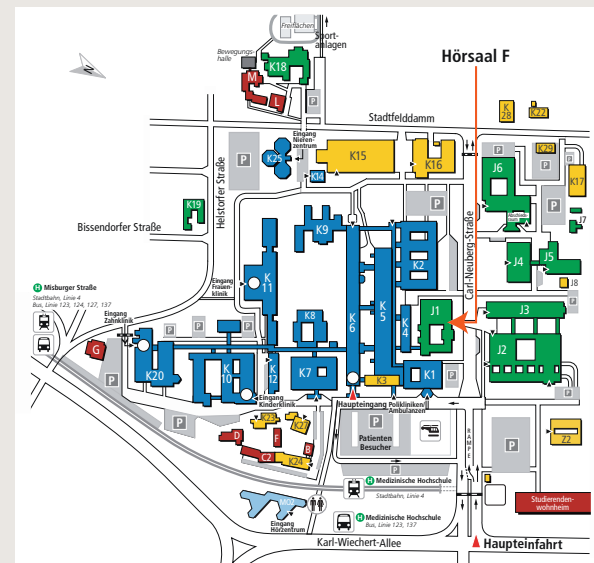 Freiflächen
Sport-
anlagen
Bewegungs-
halle
K18
M
L
N
Hörsaal F
P
Stadtfelddamm
K
28
K22
Eingang
Nieren-
zentrum
K25
K14
K15
K16
P
K29
K17
J6
P
P
Helstorfer Straße
K19
Bissendorfer Straße
K9
K2
P
Carl-Neuberg-Straße
J7
J4
J5
J8
H Misburger Straße
Stadtbahn, Linie 4
Bus, Linie 123, 124, 127, 137
Eingang
Frauen-
klinik
K
11
K
6
K
5
K
4
J1
J3
J2
P
Eingang
Zahnklinik
G
P
K20
K
10
K
12
K8
K7
K3
K1
P
Eingang
Kinderklinik
Haupteingang
Polikliniken/
Ambulanzen
P
P
Patienten
Besucher
K23
K27
D
F
B
C2
K24
P
P
RAMPE
P
Z2
H Medizinische Hochschule
Stadtbahn, Linie 4
Studierenden-
wohnheim
Eingang
Hörzentrum
H Medizinische Hochschule
Bus, Linie 123, 137
Karl-Wiechert-Allee
Haupteinfahrt